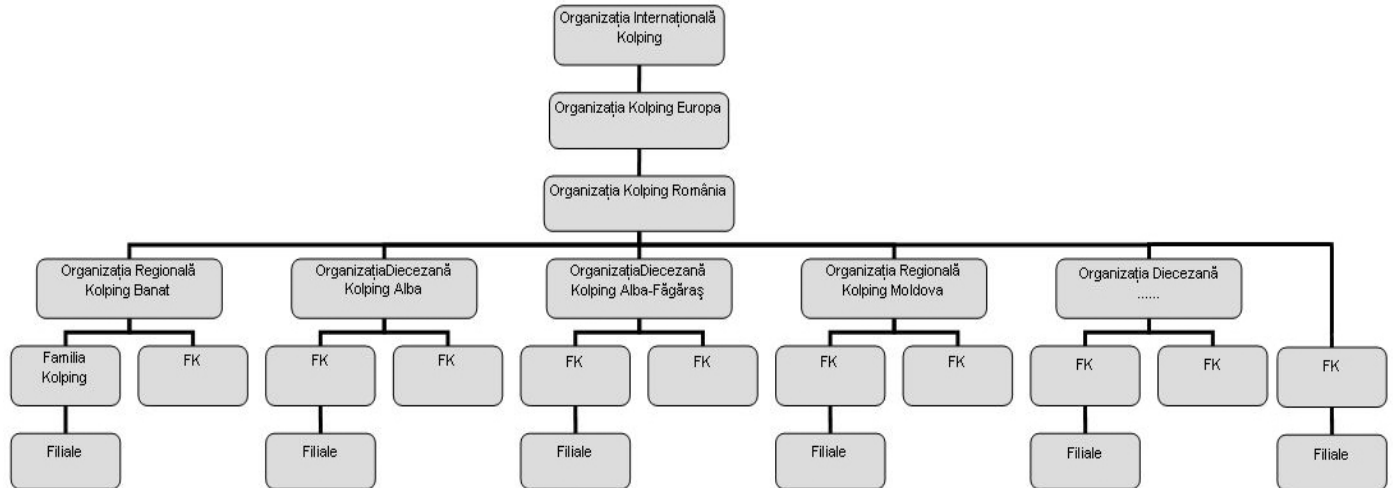 Organizația Internațională
Kolping
Organizația Kolping Europa
Organizația Kolping România
Organizația Regională
Kolping Banat
OrganizațiaDiecezană
Kolping Alba
OrganizațiaDiecezană
Kolping Alba-Făgăraş
Organizația Regională
Kolping Moldova
Organizația Diecezană
......
Familia
Kolping
FK
FK
FK
FK
FK
FK
FK
FK
FK
FK
Filiale
Filiale
Filiale
Filiale
Filiale
Filiale